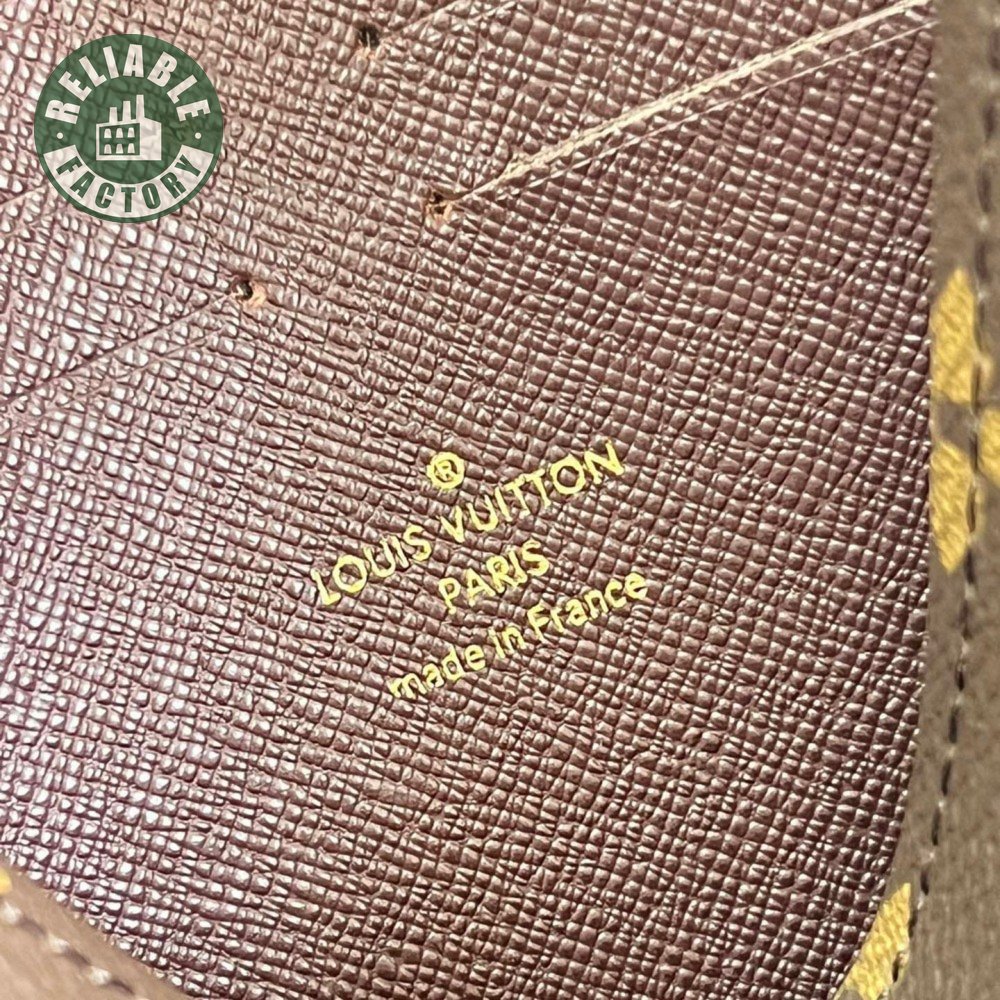 RELIABLE
FACTORY
®
LOUIS VUITTON
PARIS
made in France